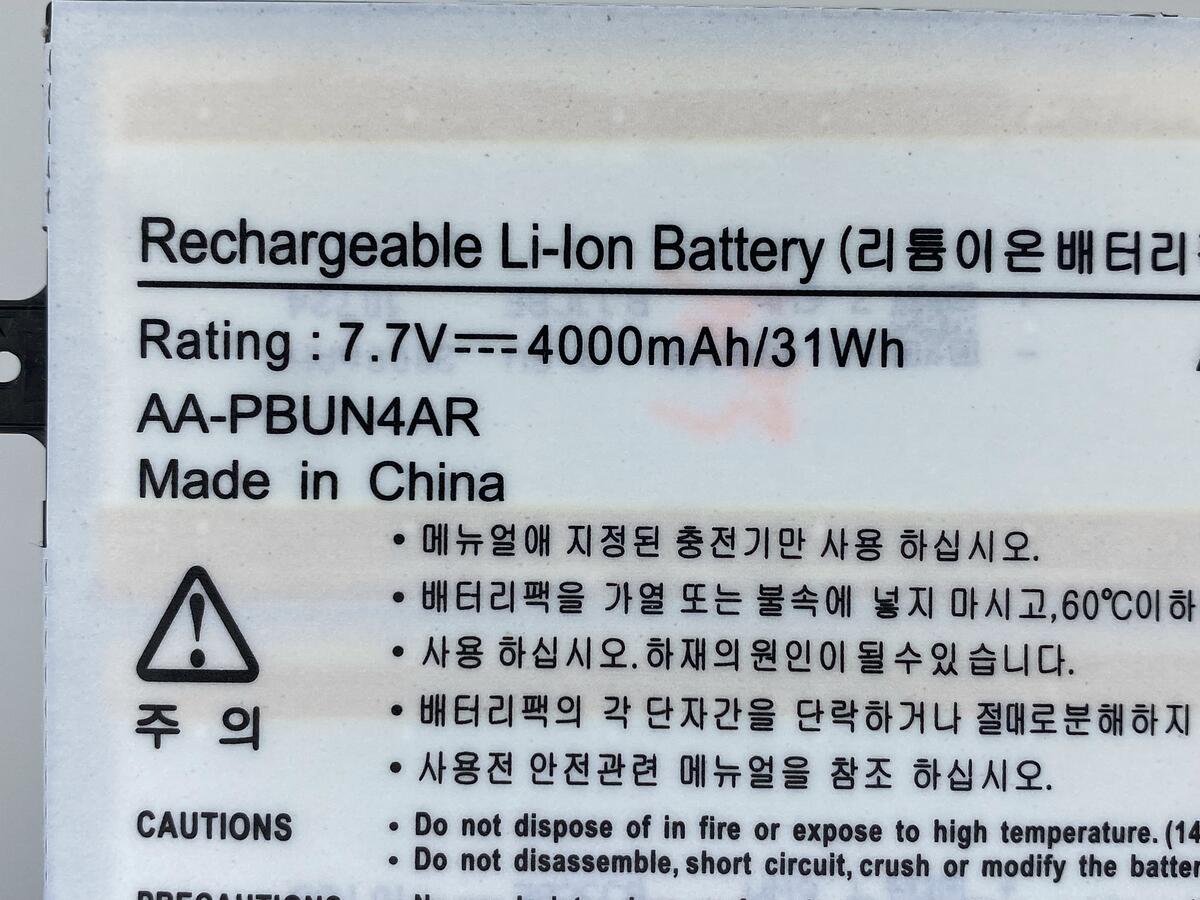 Rechargeable Li-Ion Battery (리튬이온배터리
Rating : 7.7V⎓4000mAh/31Wh
AA-PBUN4AR
Made in China
• 메뉴얼애 지정된 충전기만 사용 하십시오.
• 배터리팩을 가열 또는 불속에 넣지 마시고,60℃이하
• 사용 하십시오.하재의원인이될수있습니다.
• 배터리팩의 각 단자간을 단락하거나 절대로분해하지
• 사용전 안전관련 메뉴얼을 참조 하십시오.
주 의
CAUTIONS
• Do not dispose of in fire or expose to high temperature. (14
• Do not disassemble, short circuit, crush or modify the batter
PRECAUTIONS